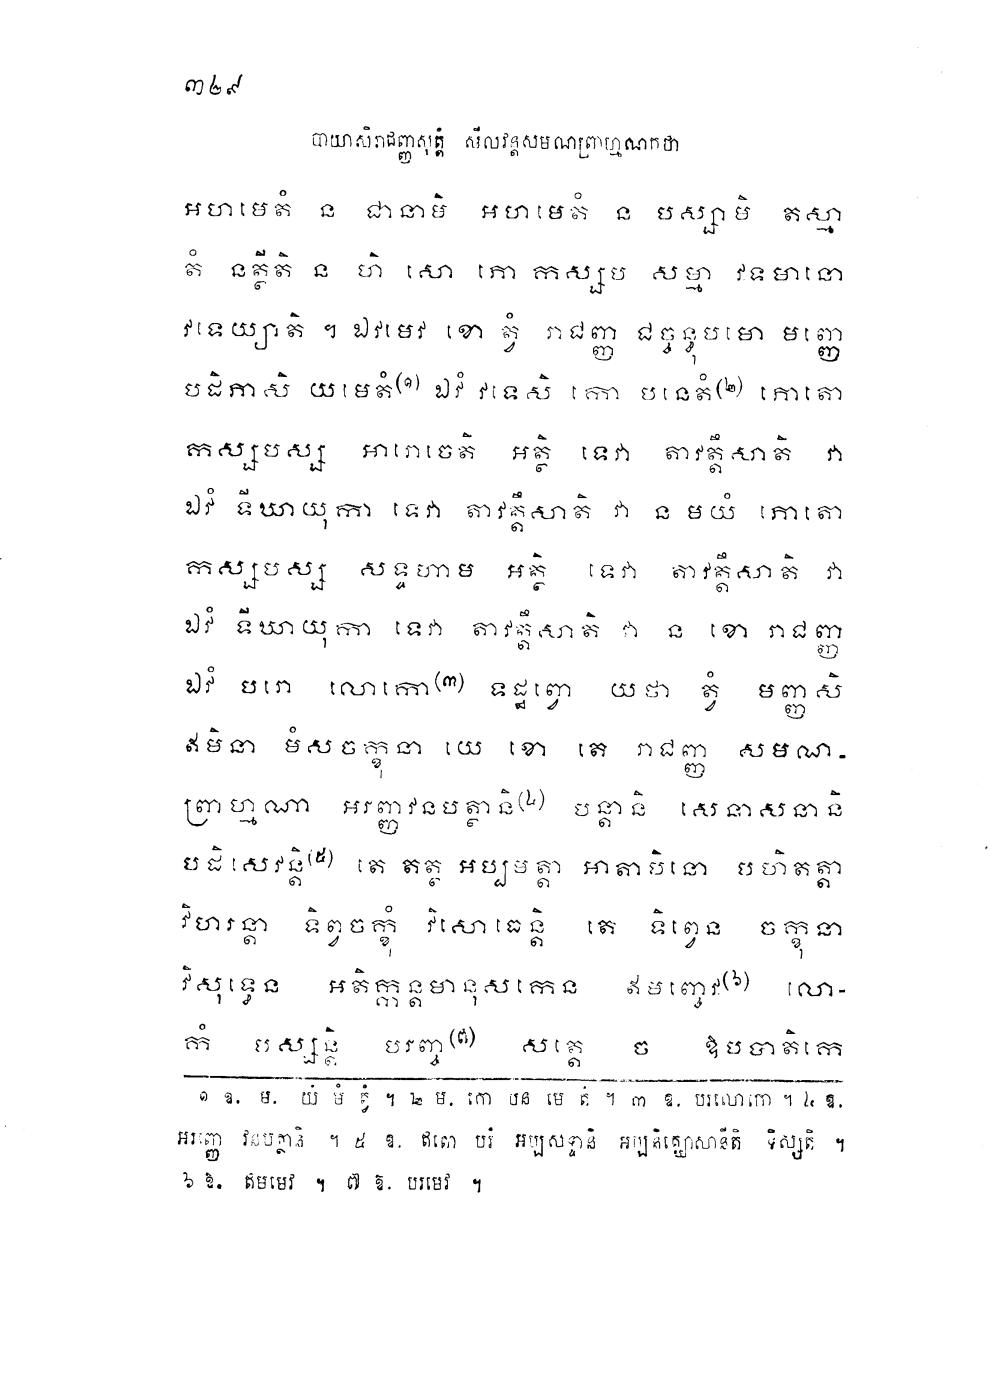 ៣២៩
បាយាសិរាជញ្ញសុត្តំ សីលវន្តសមណព្រាហ្មណកថា
អហមេតំ ន ជានាមិ អហមេតំ ន បស្សាមិ តស្មា
តំ នត្ថីតិ ន ហិ សោ ភោ កស្សប សម្មា វទមានោ
វទេយ្យាតិ ។ ឯវមេវ ខោ ត្វំ រាជញ្ញ ជច្ចន្ធូបមោ មញ្ញេ
បដិភាសិ យមេតំ(១) ឯវំ វទេសិ កោ បនេតំ(២) ភោតោ
កស្សបស្ស អារោចេតិ អត្ថិ ទេវា តាវត្តឹសាតិ វា
ឯវំ ទីឃាយុកា ទេវា តាវត្តឹសាតិ វា ន មយំ ភោតោ
កស្សបស្ស សទ្ទហាម អត្ថិ ទេវា តាវត្តឹសាតិ វា
ឯវំ ទីឃាយុកា ទេវា តាវត្តឹសាតិ វា ន ខោ រាជញ្ញ
ឯវំ បរោ លោកោ(៣) ទដ្ឋព្វោ យថា ត្វំ មញ្ញសិ
ឥមិនា មំសចក្ខុនា យេ ខោ តេ រាជញ្ញ សមណ-
ព្រាហ្មណា អរញ្ញវនបត្ថានិ(៤) បន្តានិ សេនាសនានិ
បដិសេវន្តិ(៥) តេ តត្ថ អប្បមត្តា អាតាបិនោ បហិតត្តា
វិហរន្តា ទិព្វចក្ខុំ វិសោធេន្តិ តេ ទិព្វេន ចក្ខុនា
វិសុទ្ធេន អតិក្កន្តមានុសកេន ឥមញ្ចេវ(៦) លោ-
កំ បស្សន្តិ បរញ្ច(៧) សត្តេ ច ឱបបាតិកេ
១ ឧ. ម. យំ មំ ត្វំ ។ ២ ម. កោ បន មេ តំ ។ ៣ ឧ. បរលោកោ ។ ៤ ឧ.
អរញ្ញេ វនបត្ថានិ ។ ៥ ឧ. ឥតោ បរំ អប្បសទ្ទានិ អប្បនិគ្ឃោសានីតិ ទិស្សតិ ។
៦ ឱ. ឥមមេវ ។ ៧ ឱ. បរមេវ ។